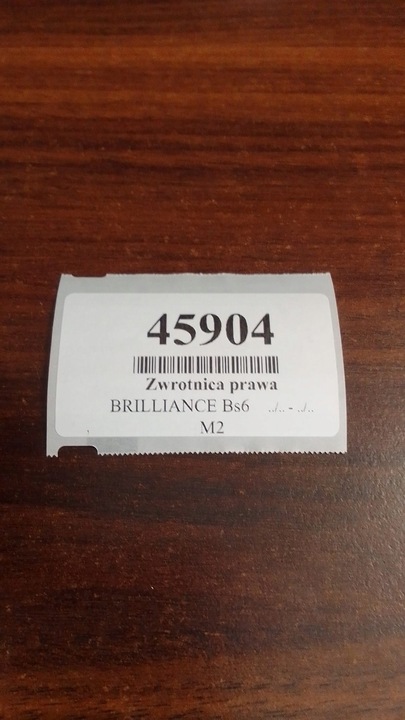 45904
Zwrotnica prawa
BRILLIANCE Bs6 ../.. - ../..
M2